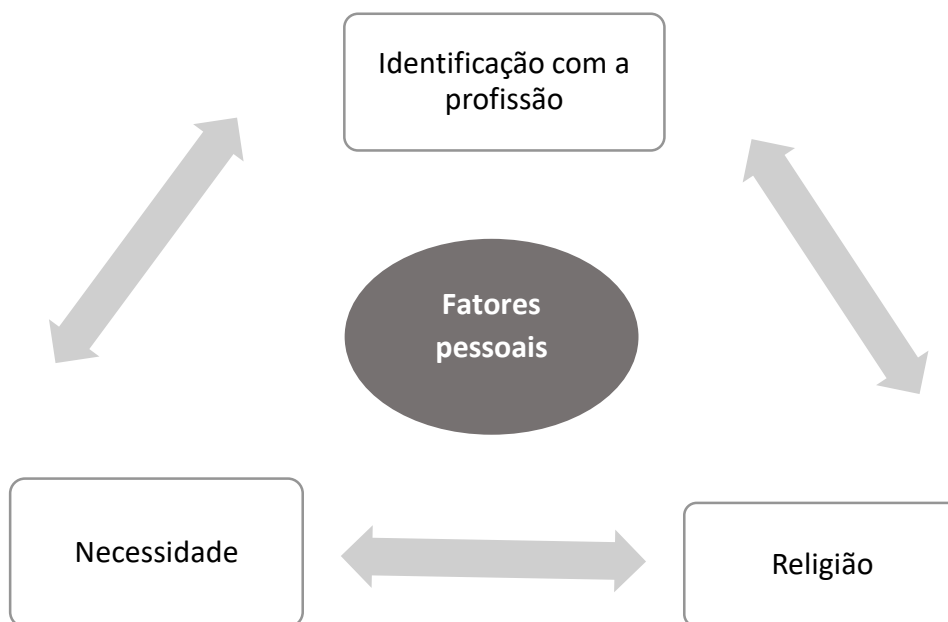 Identificação com a
profissão
Fatores
pessoais
Necessidade
Religião